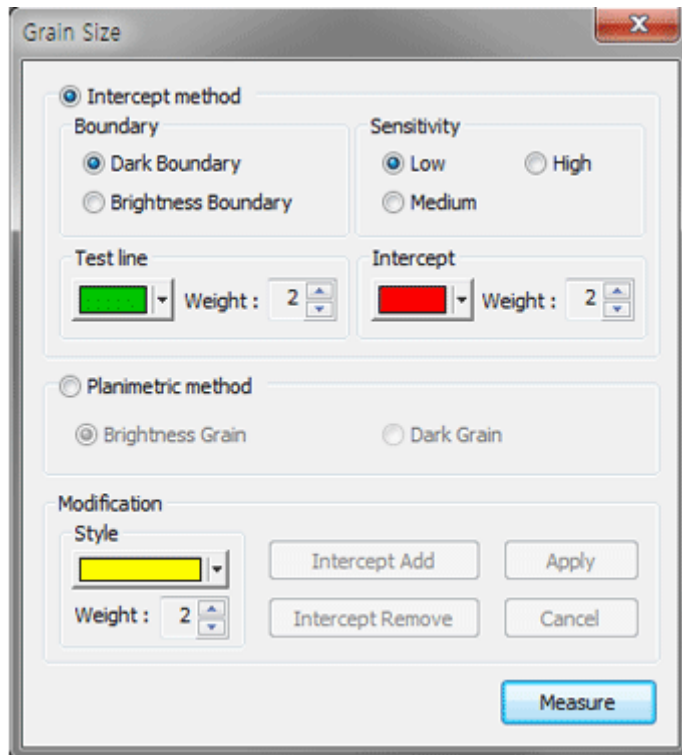 Grain Size
Intercept method
Boundary
Dark Boundary
Brightness Boundary
Sensitivity
Low
High
Medium
Test line
Weight : 2
Intercept
Weight : 2
Planimetric method
Brightness Grain
Dark Grain
Modification
Style
Weight : 2
Intercept Add
Apply
Intercept Remove
Cancel
Measure